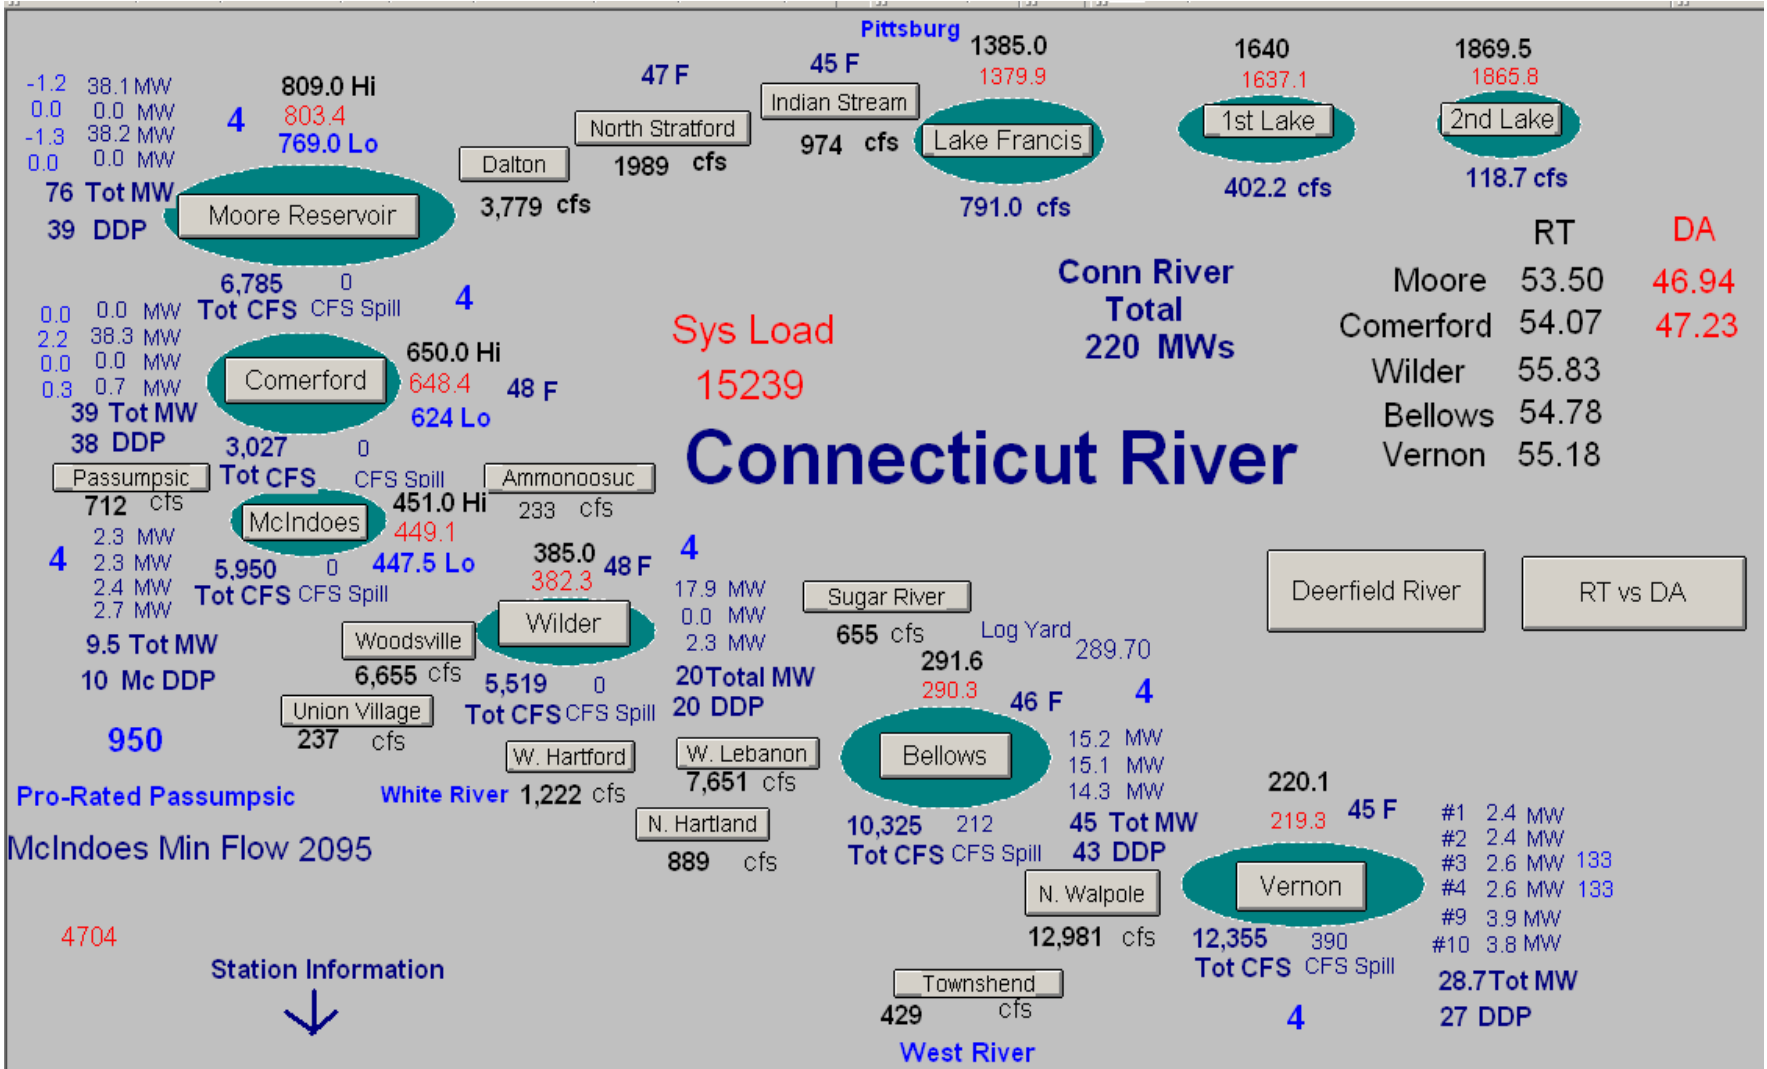 Pittsburg
1385.0
1379.9
Lake Francis
791.0 cfs
1640
1637.1
1st Lake
402.2 cfs
1869.5
1865.8
2nd Lake
118.7 cfs
45 F
Indian Stream
974 cfs
47 F
North Stratford
1989 cfs
Dalton
3,779 cfs
-1.2 38.1 MW
0.0 0.0 MW
-1.3 38.2 MW
0.0 0.0 MW
76 Tot MW
39 DDP
4
809.0 Hi
803.4
769.0 Lo
Moore Reservoir
6,785 0
Tot CFS CFS Spill
4
0.0 0.0 MW
2.2 38.3 MW
0.0 0.0 MW
0.3 0.7 MW
39 Tot MW
38 DDP
Comerford
650.0 Hi
648.4
624 Lo
48 F
3,027 0
Tot CFS CFS Spill
Sys Load
15239
Conn River
Total
220 MWs
RT DA
Moore 53.50 46.94
Comerford 54.07 47.23
Wilder 55.83
Bellows 54.78
Vernon 55.18
Connecticut River
Passumpsic
712 cfs
Ammonoosuc
233 cfs
McIndoes
451.0 Hi
449.1
447.5 Lo
4
2.3 MW
2.3 MW
2.4 MW
2.7 MW
9.5 Tot MW
10 Mc DDP
5,950 0
Tot CFS CFS Spill
385.0
382.3
48 F
Wilder
4
17.9 MW
0.0 MW
2.3 MW
20 Total MW
20 DDP
5,519 0
Tot CFS CFS Spill
Woodsville
6,655 cfs
Union Village
237 cfs
W. Hartford
White River 1,222 cfs
W. Lebanon
7,651 cfs
N. Hartland
889 cfs
Sugar River
655 cfs
Log Yard 289.70
291.6
290.3
46 F
4
Bellows
15.2 MW
15.1 MW
14.3 MW
45 Tot MW
43 DDP
10,325 212
Tot CFS CFS Spill
Deerfield River
RT vs DA
950
Pro-Rated Passumpsic
McIndoes Min Flow 2095
4704
Station Information
N. Walpole
12,981 cfs
Townshend
429 cfs
West River
220.1
219.3
45 F
Vernon
12,355 390
Tot CFS CFS Spill
4
#1 2.4 MW
#2 2.4 MW
#3 2.6 MW 133
#4 2.6 MW 133
#9 3.9 MW
#10 3.8 MW
28.7 Tot MW
27 DDP